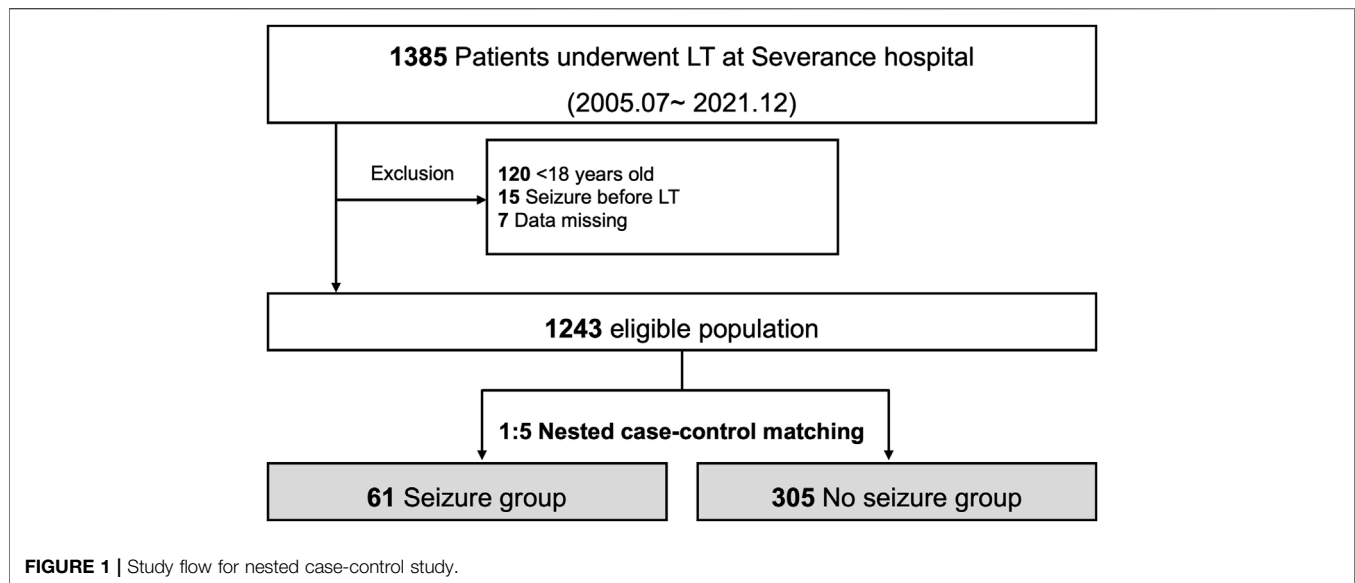 1385 Patients underwent LT at Severance hospital
(2005.07~ 2021.12)
Exclusion
120 <18 years old
15 Seizure before LT
7 Data missing
1243 eligible population
1:5 Nested case-control matching
61 Seizure group
305 No seizure group
FIGURE 1 | Study flow for nested case-control study.